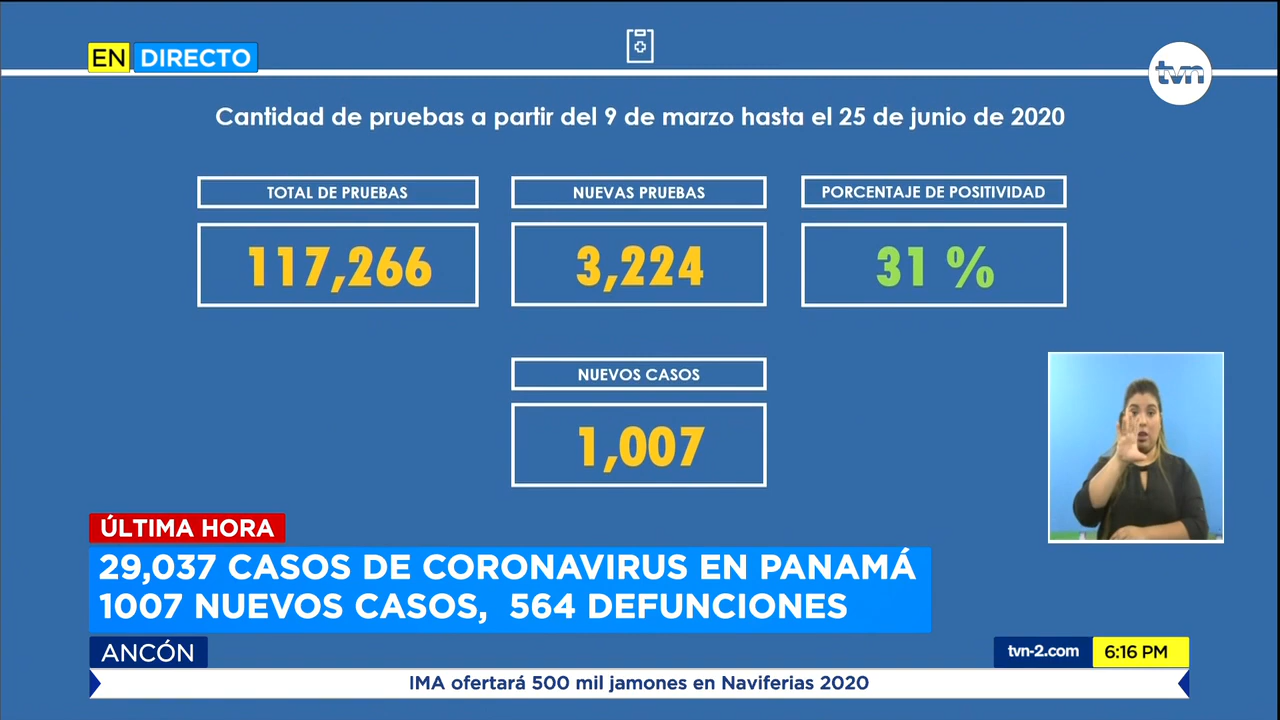 EN DIRECTO
tvn
Cantidad de pruebas a partir del 9 de marzo hasta el 25 de junio de 2020
TOTAL DE PRUEBAS
117,266
NUEVAS PRUEBAS
3,224
PORCENTAJE DE POSITIVIDAD
31 %
NUEVOS CASOS
1,007
ÚLTIMA HORA
29,037 CASOS DE CORONAVIRUS EN PANAMÁ
1007 NUEVOS CASOS, 564 DEFUNCIONES
ANCÓN
tvn-2.com
6:16 PM
IMA ofertará 500 mil jamones en Naviferias 2020